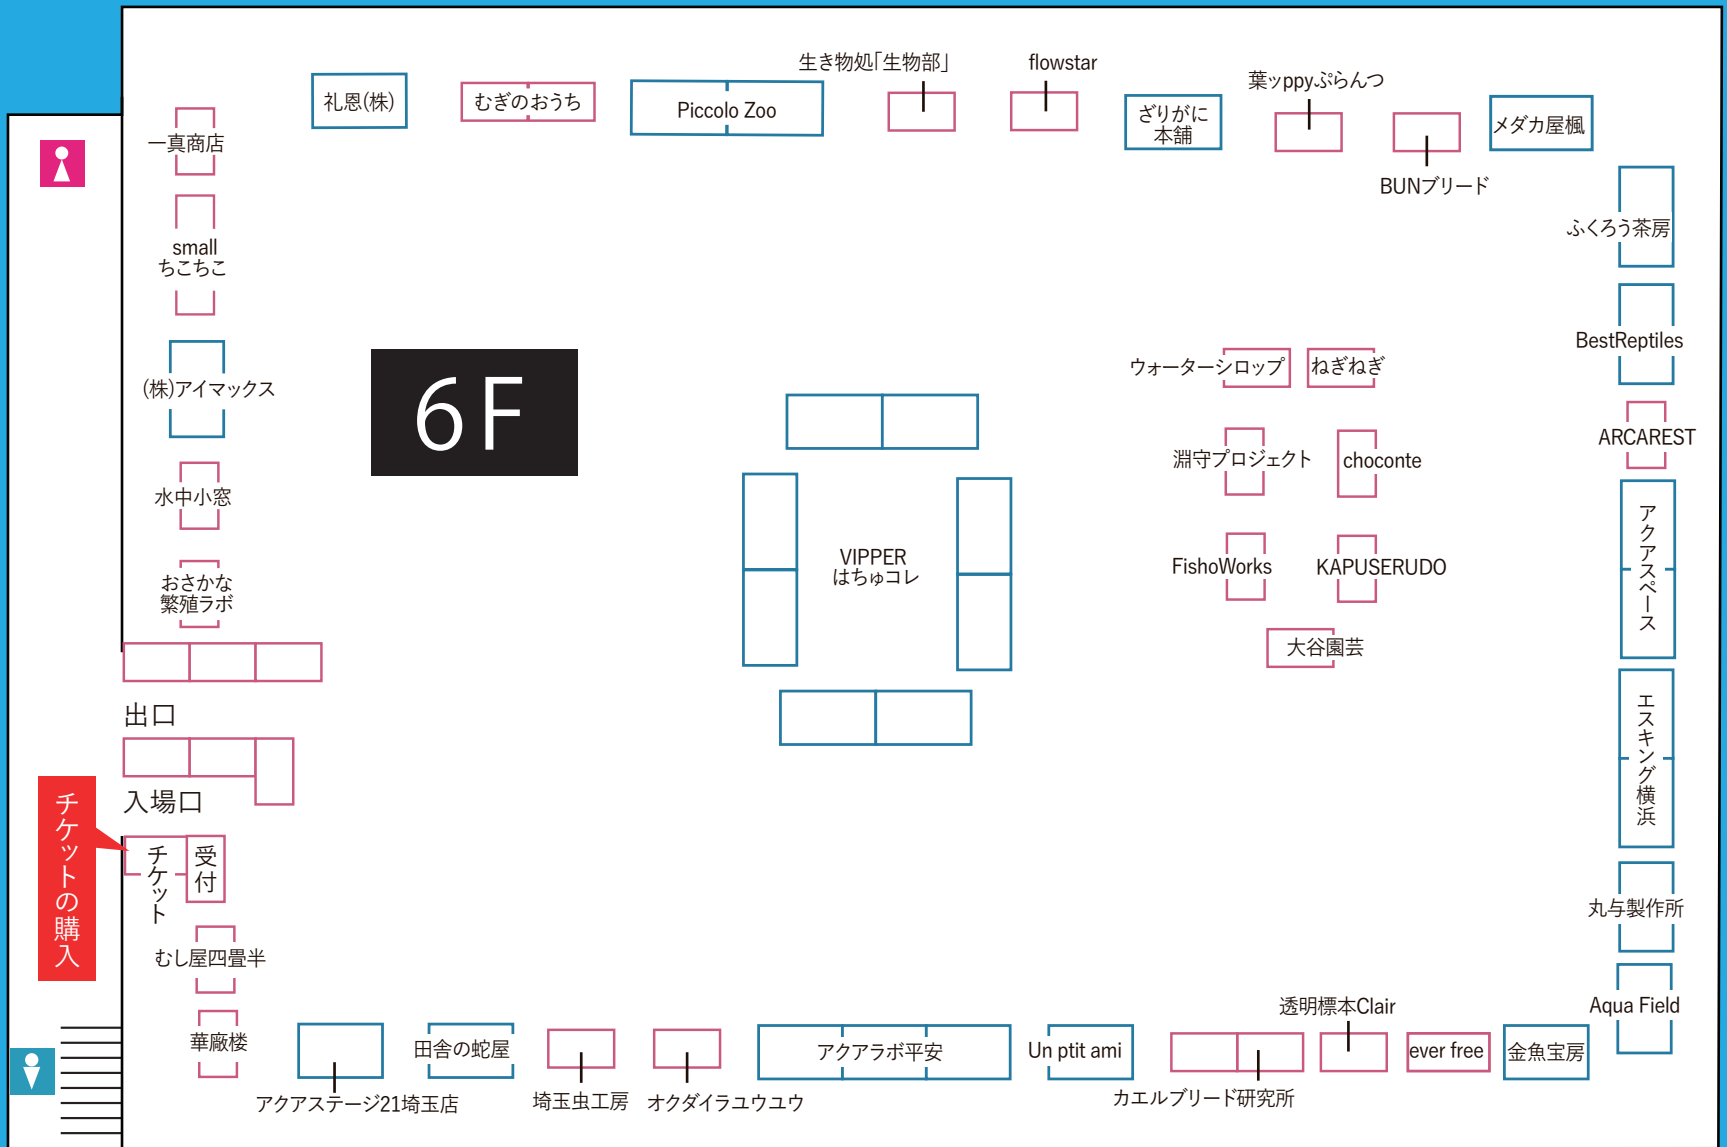 生き物処「生物部」
flowstar
葉ッppyぷらんつ
礼恩(株)
むぎのおうち
Piccolo Zoo
ざりがに
本舗
メダカ屋楓
BUNブリード
一真商店
small
ちこちこ
(株)アイマックス
水中小窓
おさかな
繁殖ラボ
6F
ふくろう茶房
BestReptiles
ARCAREST
アクアスペース
エスキング横浜
丸与製作所
Aqua Field
ウォーターシロップ
ねぎねぎ
淵守プロジェクト
choconte
FishoWorks
KAPUSERUDO
大谷園芸
VIPPER
はちゅコレ
出口
入場口
チケットの購入
チケット
受付
むし屋四畳半
華厳楼
アクアステージ21埼玉店
田舎の蛇屋
埼玉虫工房
オクダイラユウユウ
アクアラボ平安
Un ptit ami
カエルブリード研究所
透明標本Clair
ever free
金魚宝房